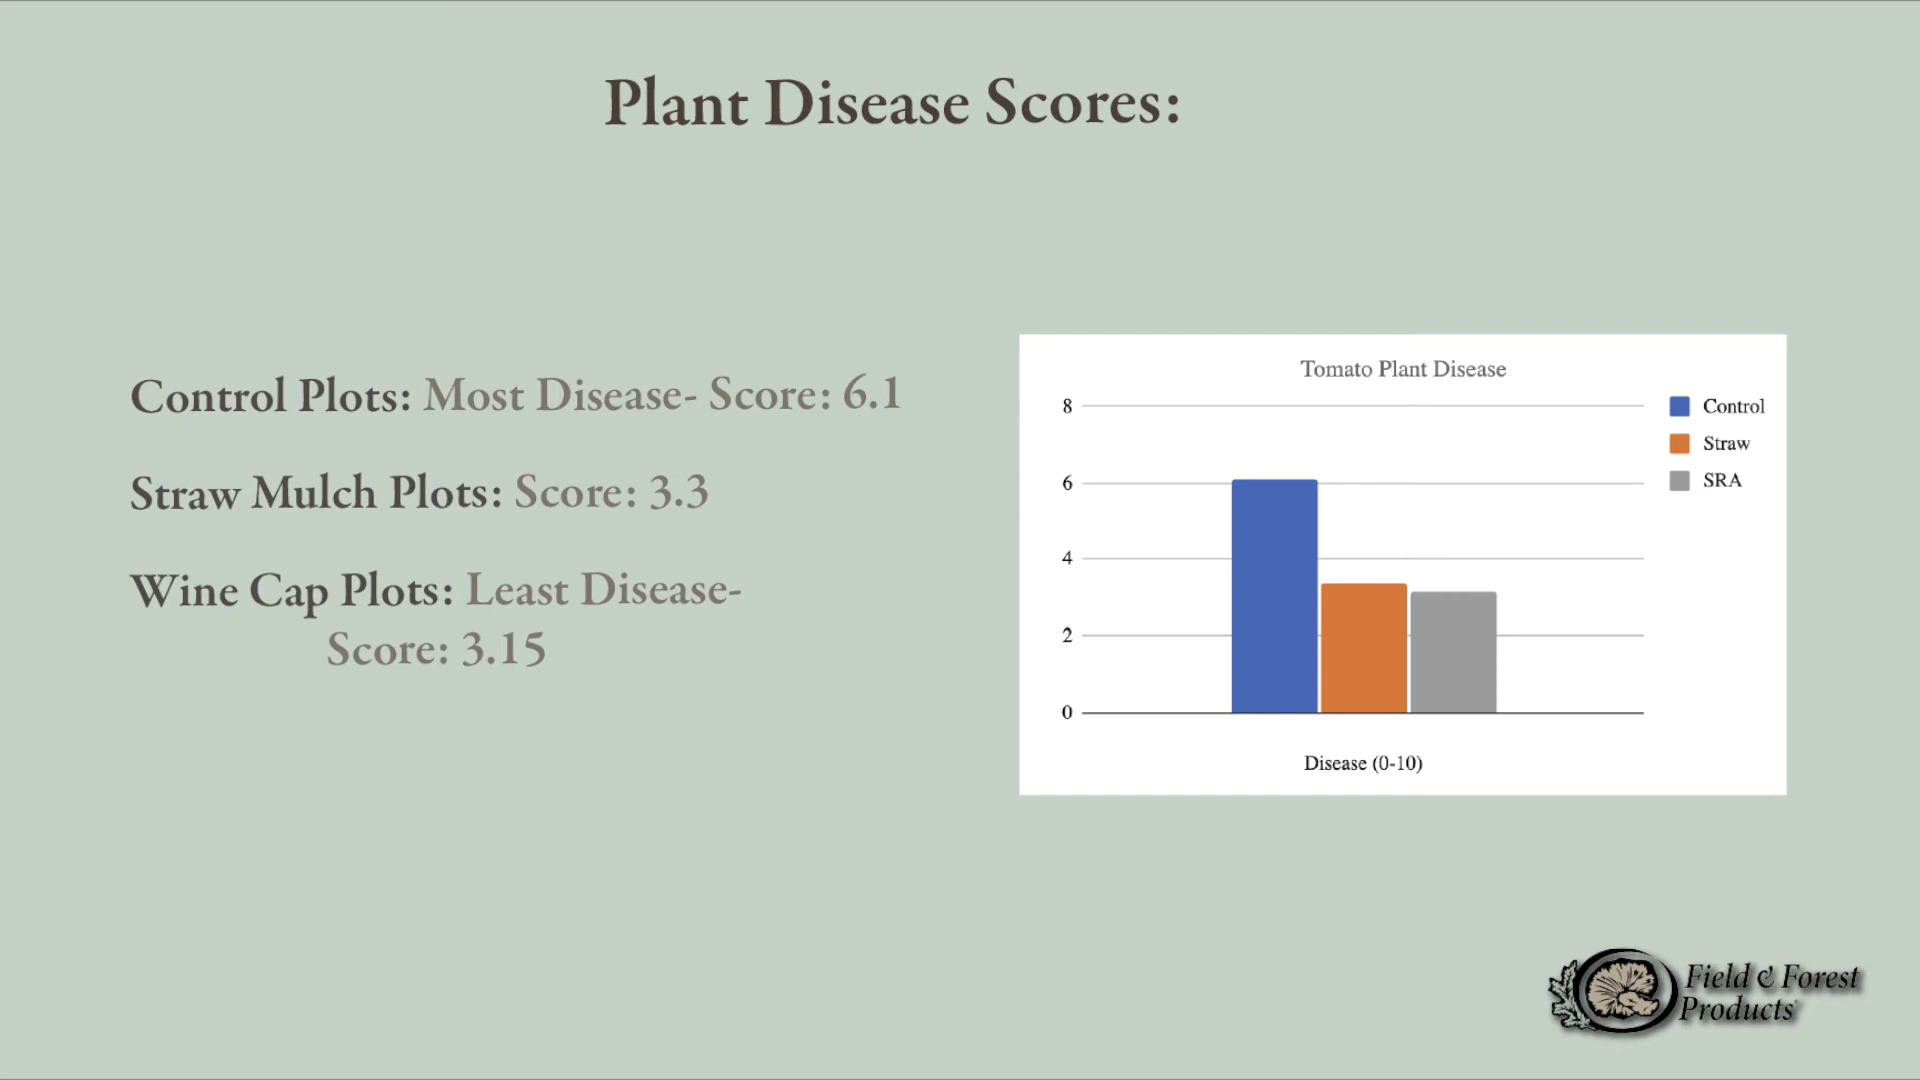 Plant Disease Scores:
Control Plots: Most Disease- Score: 6.1
Straw Mulch Plots: Score: 3.3
Wine Cap Plots: Least Disease-
Score: 3.15
Tomato Plant Disease
8
6
4
2
0
Disease (0-10)
Control
Straw
SRA
Field & Forest
Products